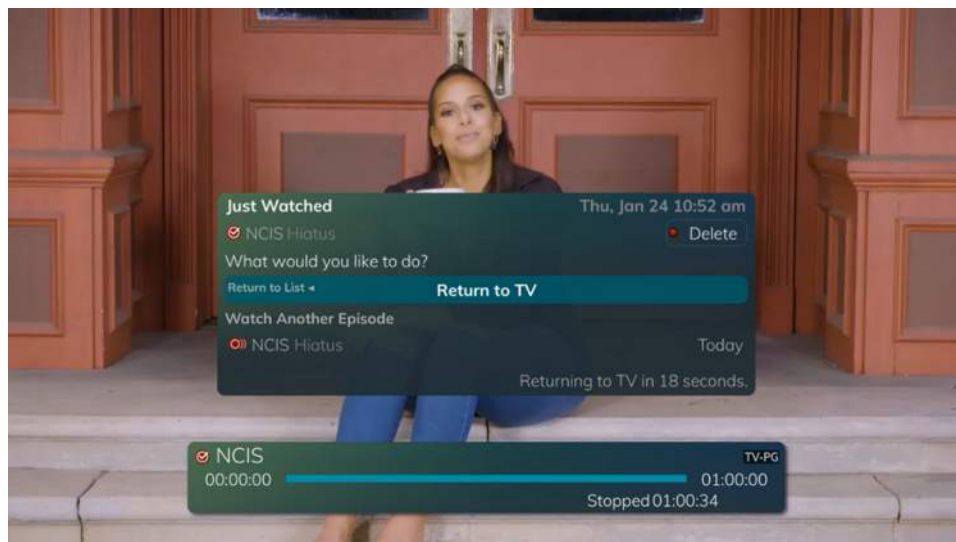 Just Watched Thu, Jan 24 10:52 am
NCIS Hiatus Delete
What would you like to do?
Return to List ◂ Return to TV
Watch Another Episode
NCIS Hiatus Today
Returning to TV in 18 seconds.
NCIS TV-PG
00:00:00 01:00:00
Stopped 01:00:34